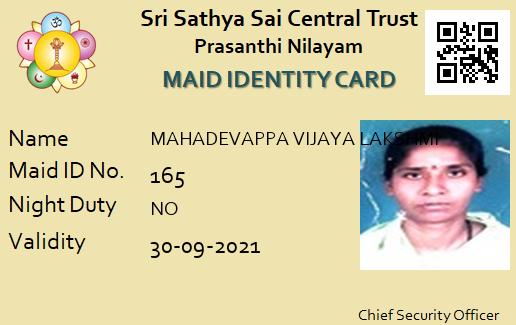 Sri Sathya Sai Central Trust
Prasanthi Nilayam
MAID IDENTITY CARD
Name MAHADEVAPPA VIJAYA LAKSHMI
Maid ID No. 165
Night Duty NO
Validity 30-09-2021
Chief Security Officer